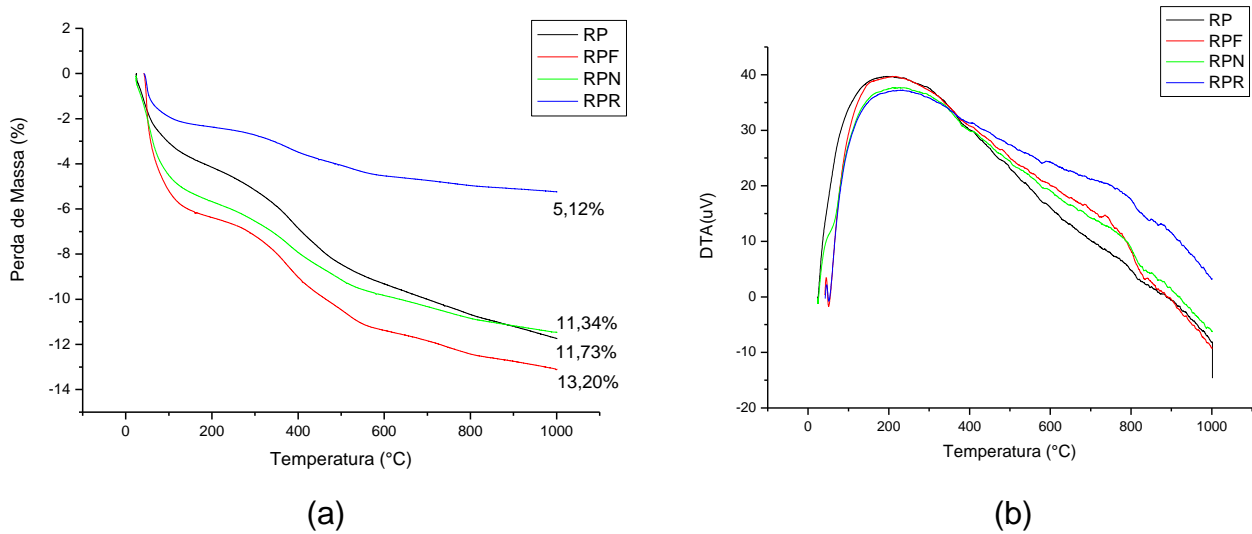 2
0
-2
-4
-6
-8
-10
-12
-14
Perda de Massa (%)
RP
RPF
RPN
RPR
5,12%
11,34%
11,73%
13,20%
0
200
400
600
800
1000
Temperatura (°C)
(a)
40
30
20
10
0
-10
-20
DTA(uV)
RP
RPF
RPN
RPR
0
200
400
600
800
1000
Temperatura (°C)
(b)